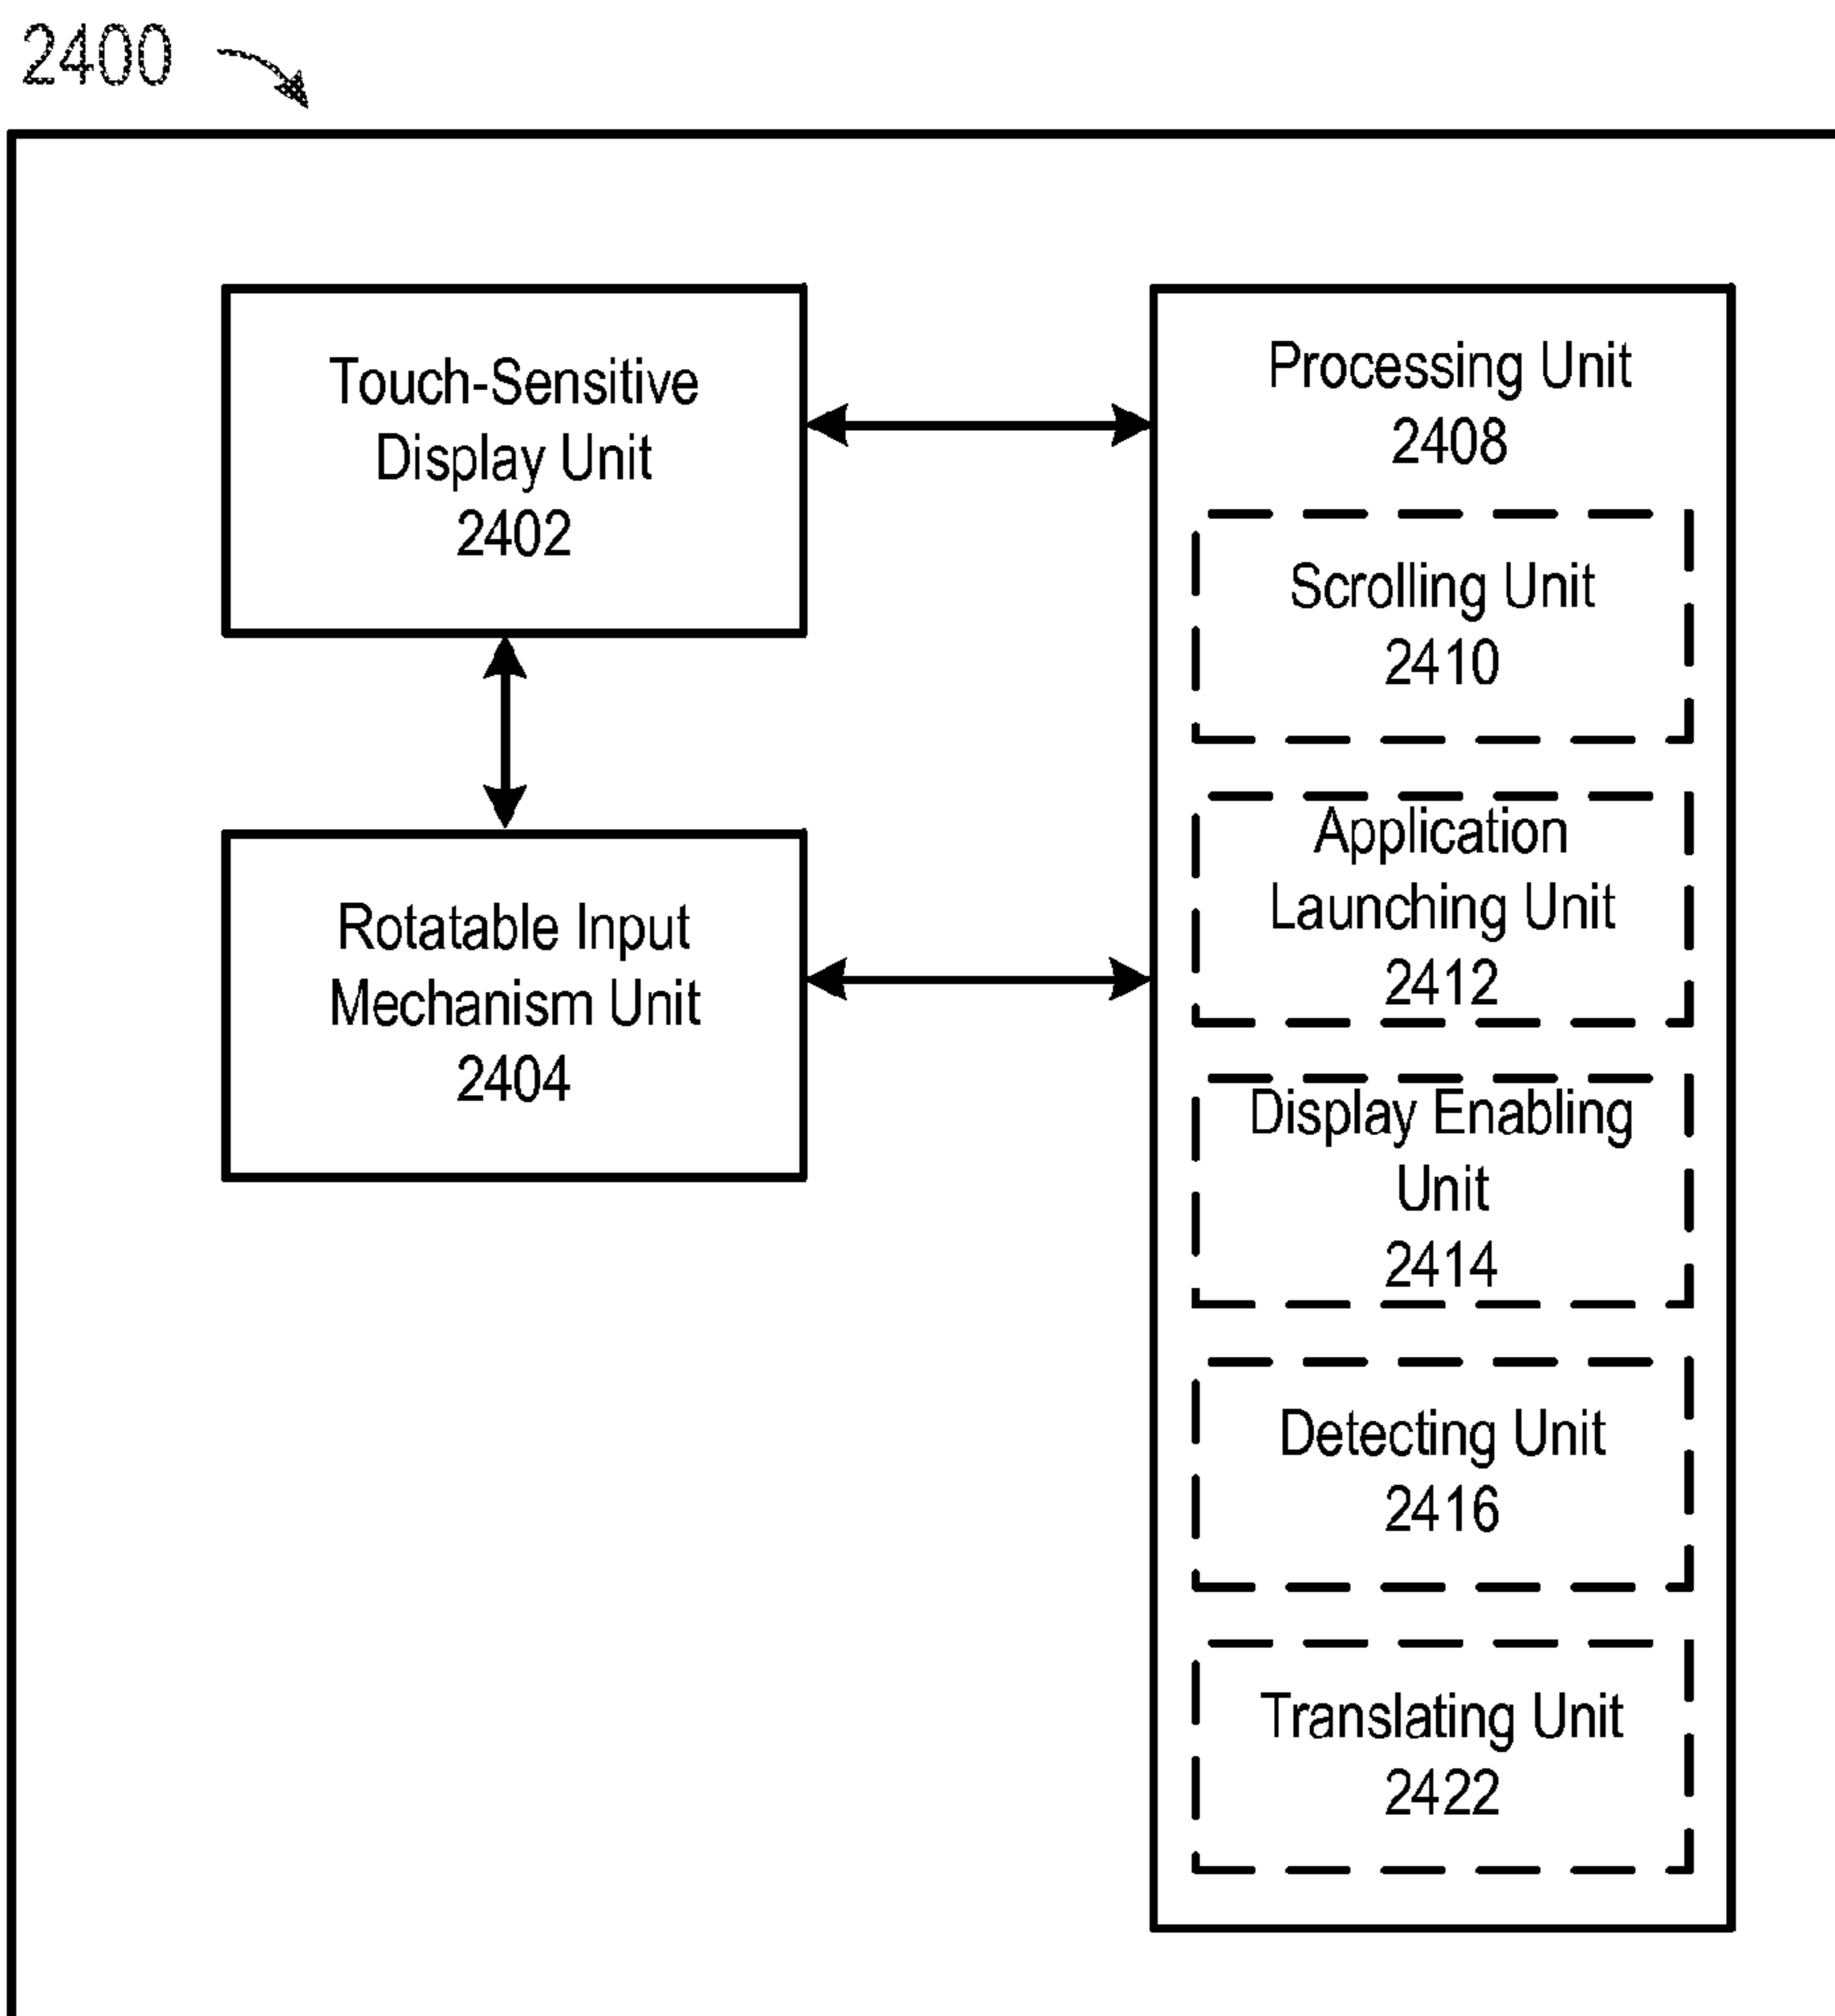 2400
Touch-Sensitive
Display Unit
2402
Rotatable Input
Mechanism Unit
2404
Processing Unit
2408
Scrolling Unit
2410
Application
Launching Unit
2412
Display Enabling
Unit
2414
Detecting Unit
2416
Translating Unit
2422